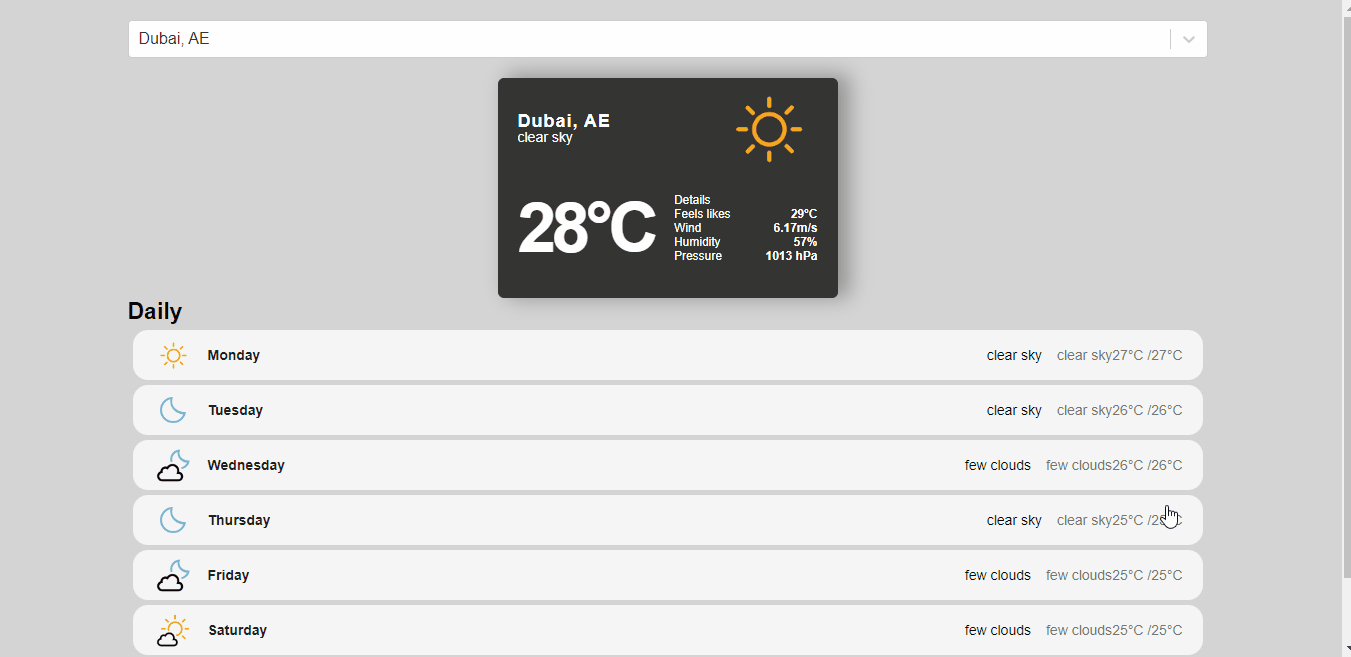 Dubai, AE
Dubai, AE
clear sky
28°C
Details
Feels likes 29°C
Wind 6.17m/s
Humidity 57%
Pressure 1013 hPa
Daily
Monday clear sky clear sky27°C /27°C
Tuesday clear sky clear sky26°C /26°C
Wednesday few clouds few clouds26°C /26°C
Thursday clear sky clear sky25°C
Friday few clouds few clouds25°C /25°C
Saturday few clouds few clouds25°C /25°C